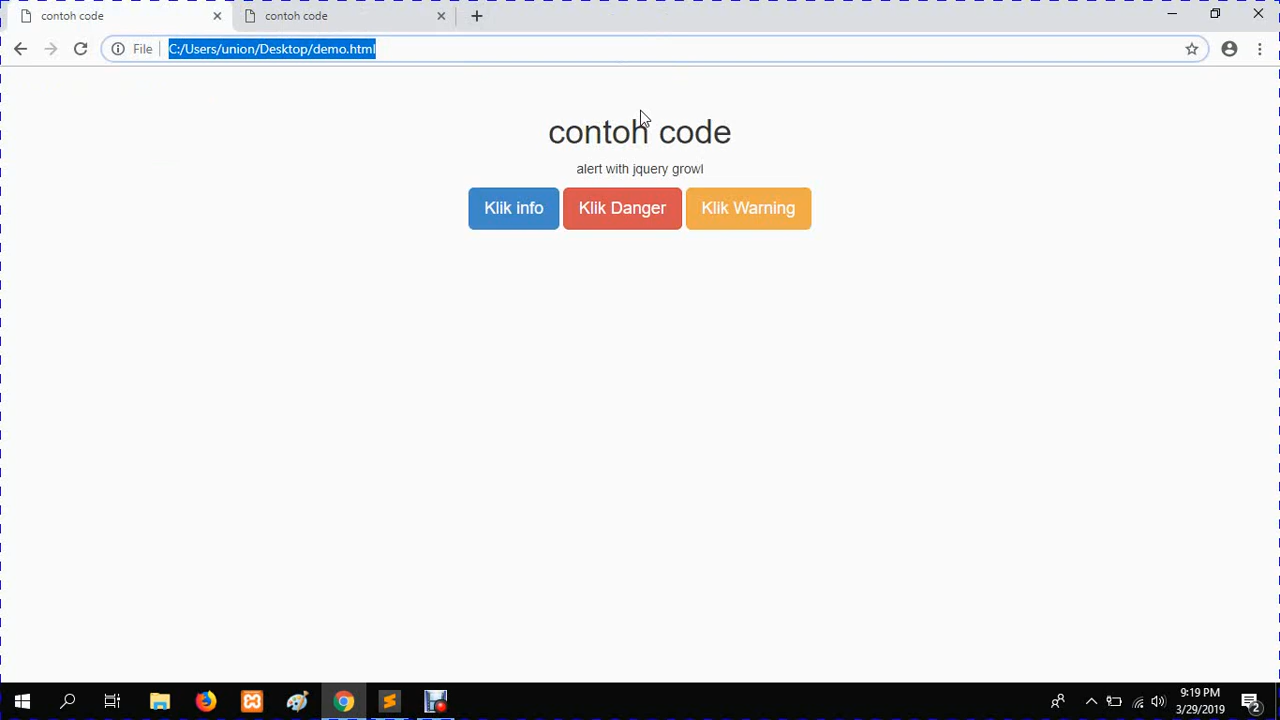 contoh code
contoh code
File
C:/Users/union/Desktop/demo.html
contoh code
alert with jquery growl
Klik info
Klik Danger
Klik Warning
9:19 PM
3/29/2019
2